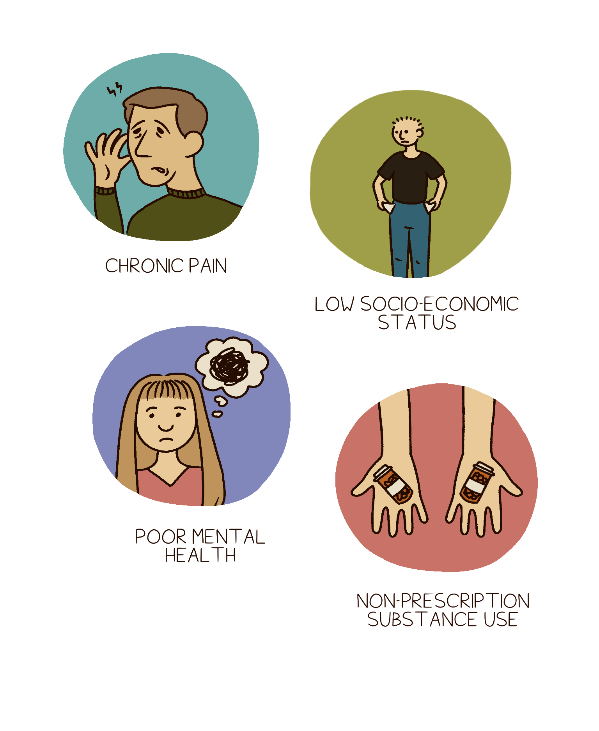 CHRONIC PAIN
LOW SOCIO-ECONOMIC
STATUS
POOR MENTAL
HEALTH
NON-PRESCRIPTION
SUBSTANCE USE